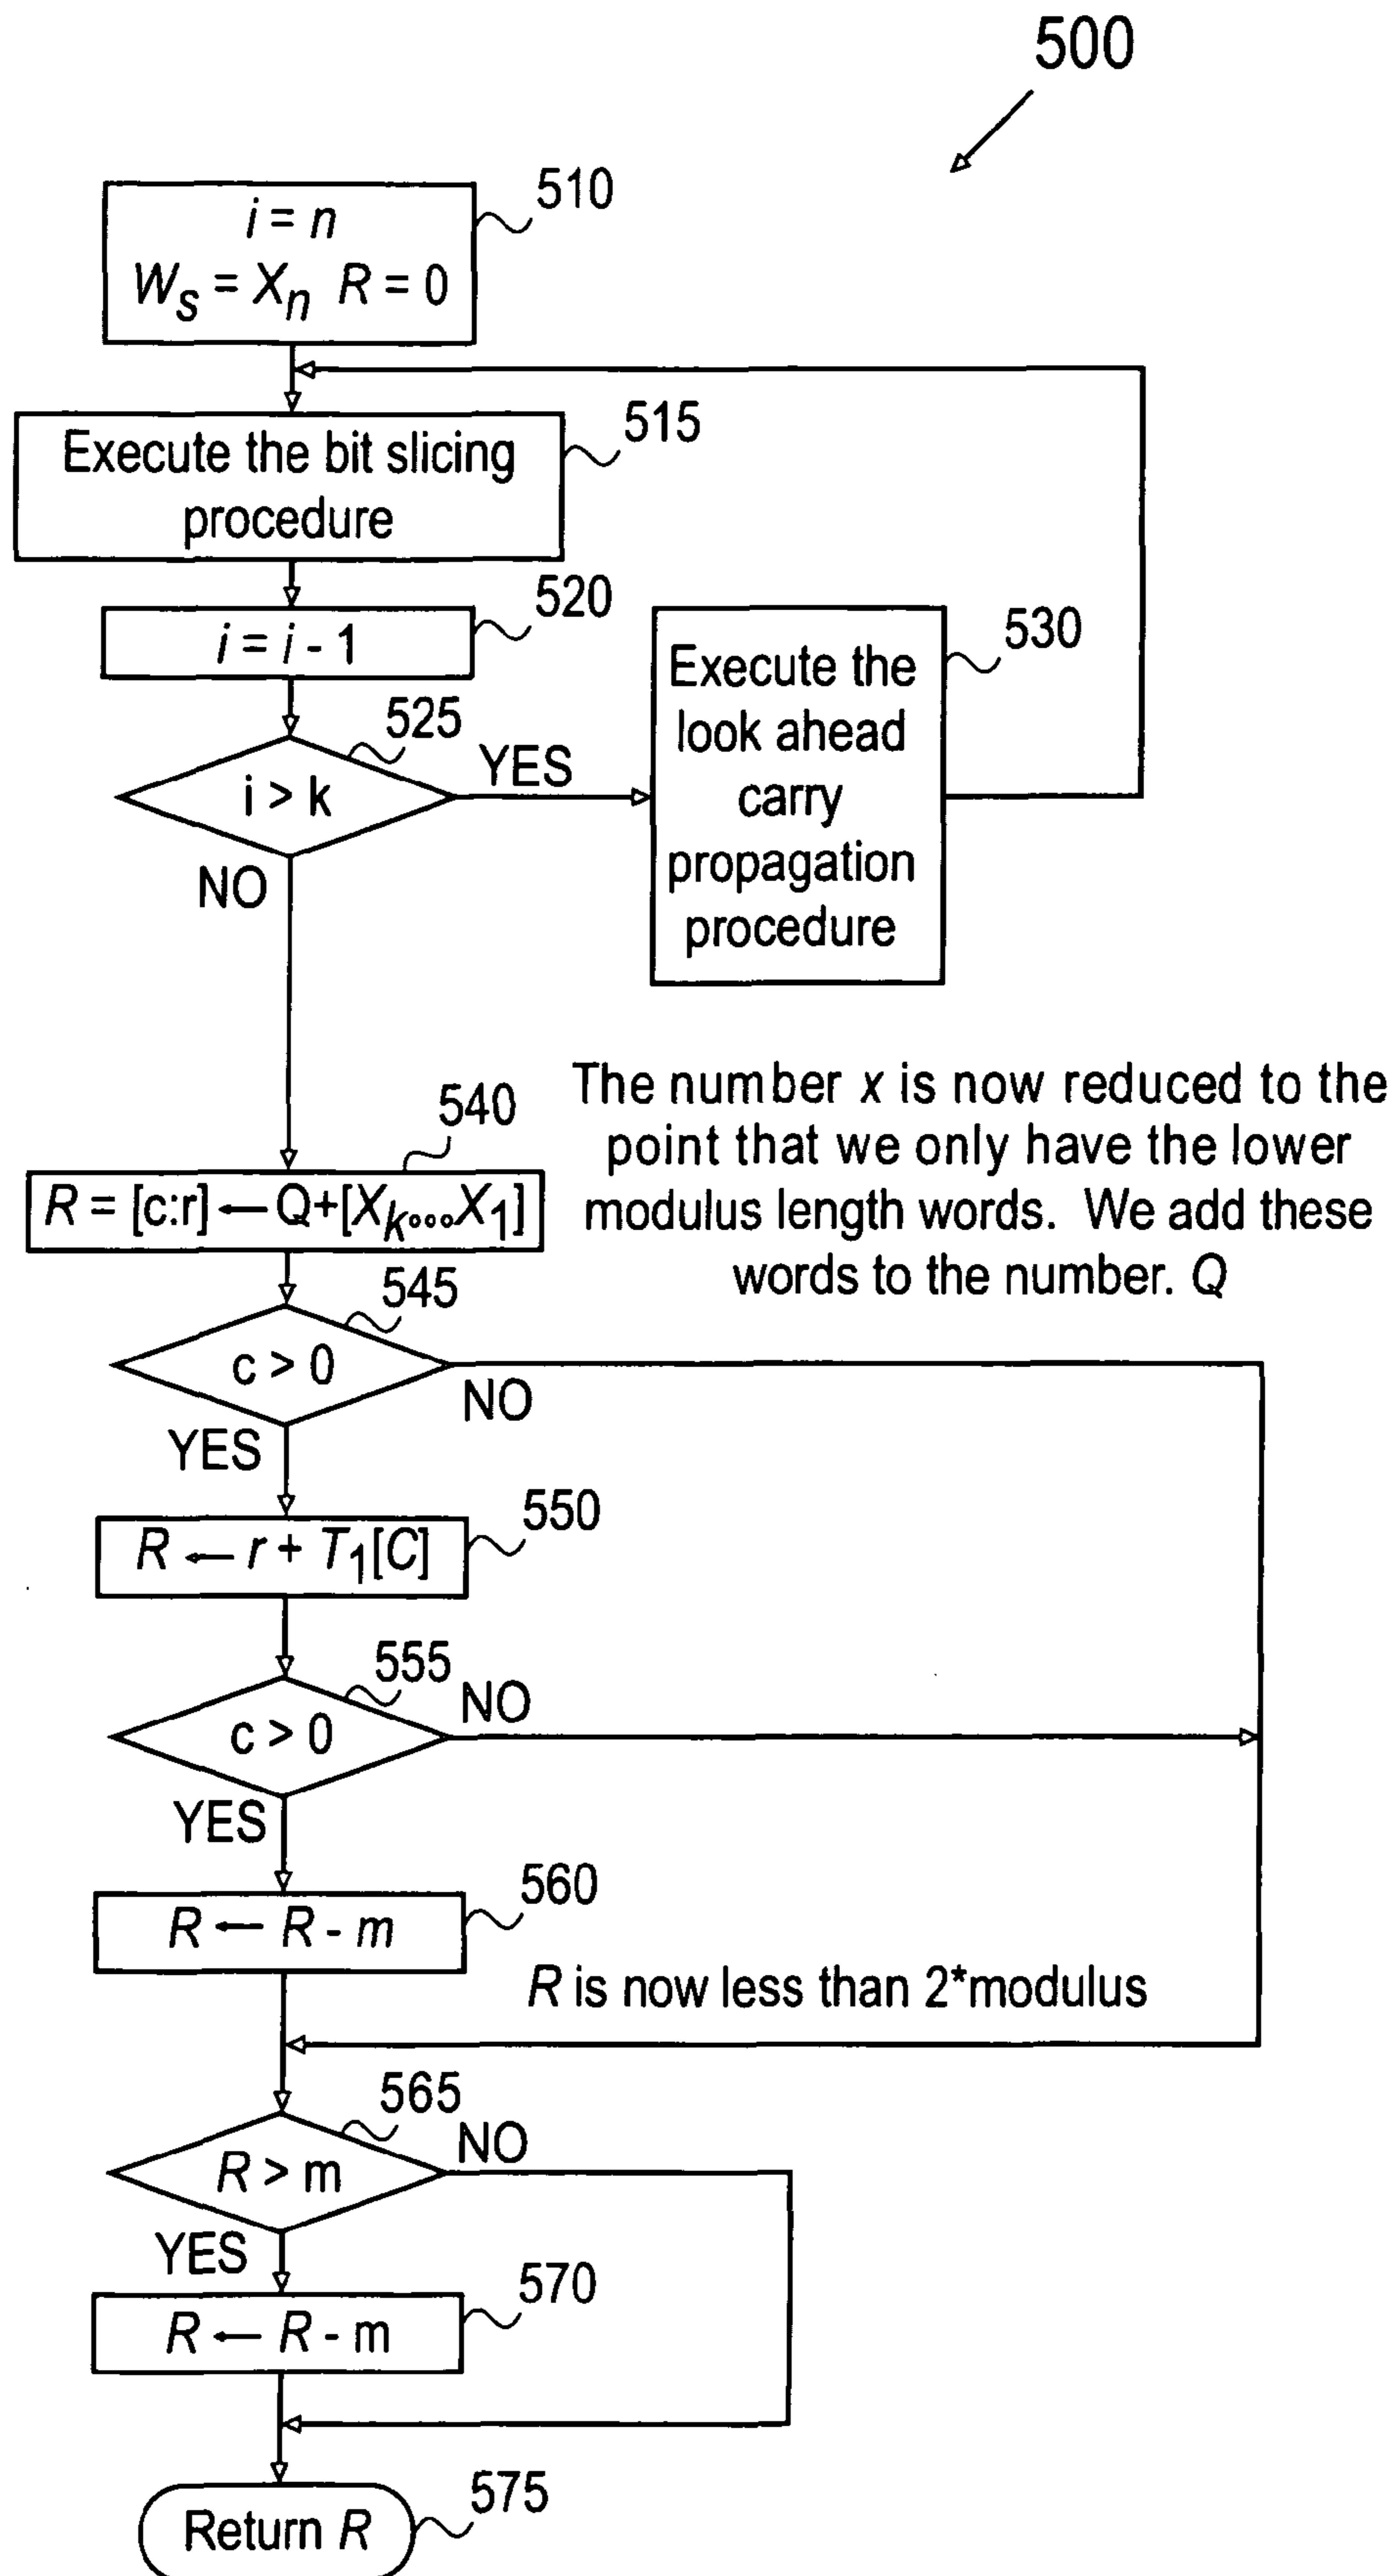 500
510
i = n
Ws = Xn R = 0
515
Execute the bit slicing
procedure
520
i = i - 1
530
Execute the
look ahead
carry
propagation
procedure
525
i > k
YES
NO
540
R = [c:r] ← Q+[Xk∘∘∘X1]
The number x is now reduced to the
point that we only have the lower
modulus length words. We add these
words to the number. Q
545
c > 0
NO
YES
550
R ← r + T1[C]
555
c > 0
NO
YES
560
R ← R - m
R is now less than 2*modulus
565
R > m
NO
YES
570
R ← R - m
575
Return R